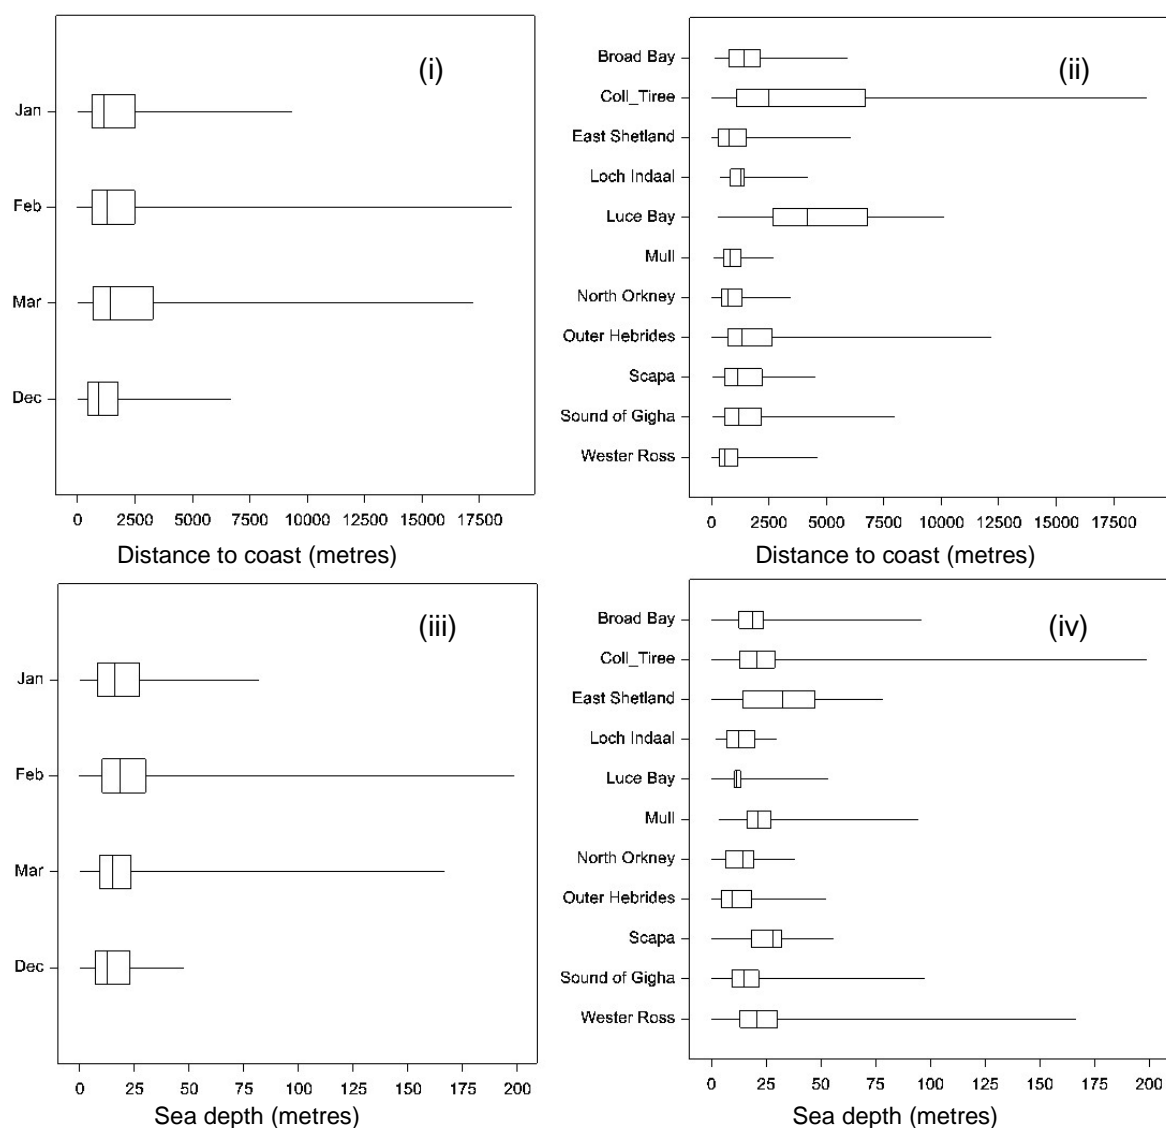 (i)
Jan
Feb
Mar
Dec
0 2500 5000 7500 10000 12500 15000 17500
Distance to coast (metres)
(ii)
Broad Bay
Coll_Tiree
East Shetland
Loch Indaal
Luce Bay
Mull
North Orkney
Outer Hebrides
Scapa
Sound of Gigha
Wester Ross
0 2500 5000 7500 10000 12500 15000 17500
Distance to coast (metres)
(iii)
Jan
Feb
Mar
Dec
0 25 50 75 100 125 150 175 200
Sea depth (metres)
(iv)
Broad Bay
Coll_Tiree
East Shetland
Loch Indaal
Luce Bay
Mull
North Orkney
Outer Hebrides
Scapa
Sound of Gigha
Wester Ross
0 25 50 75 100 125 150 175 200
Sea depth (metres)